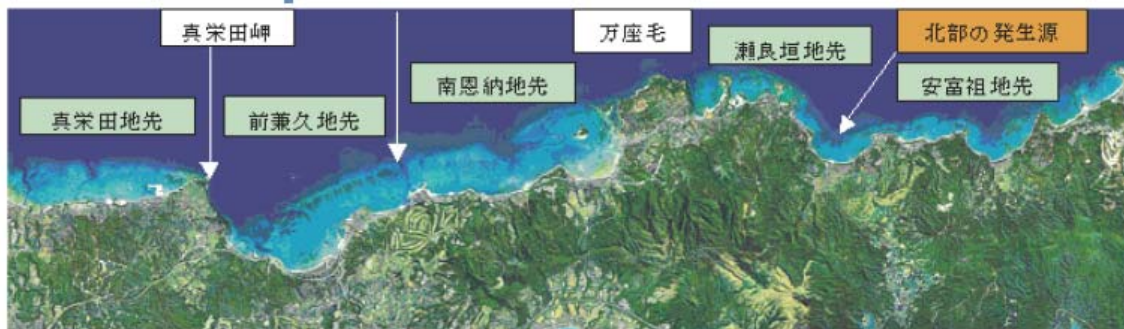 真栄田岬
万座毛
北部の発生源
瀬良垣地先
南恩納地先
安富祖地先
真栄田地先
前兼久地先